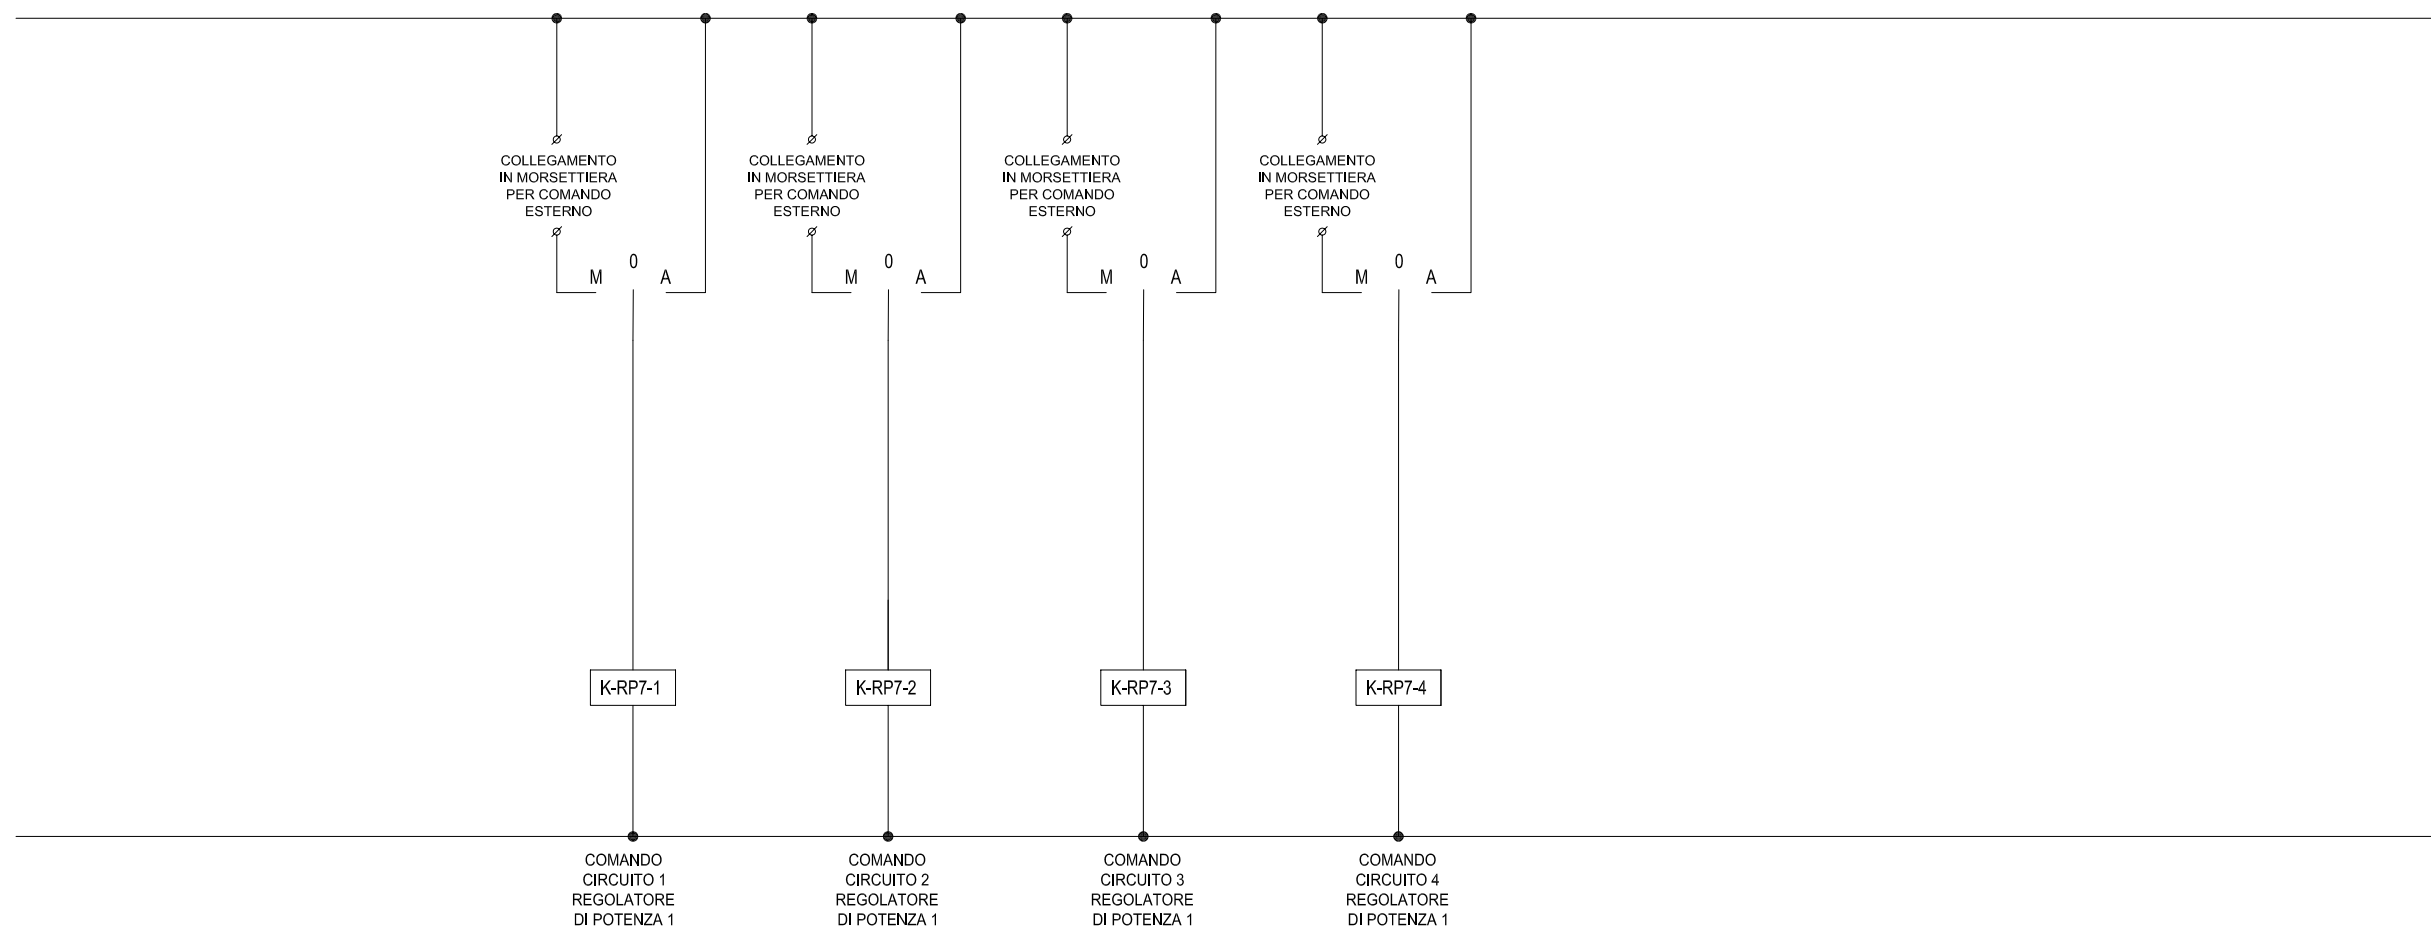 COLLEGAMENTO
IN MORSETTIERA
PER COMANDO
ESTERNO
COLLEGAMENTO
IN MORSETTIERA
PER COMANDO
ESTERNO
COLLEGAMENTO
IN MORSETTIERA
PER COMANDO
ESTERNO
COLLEGAMENTO
IN MORSETTIERA
PER COMANDO
ESTERNO
M 0 A
M 0 A
M 0 A
M 0 A
K-RP7-1
K-RP7-2
K-RP7-3
K-RP7-4
COMANDO
CIRCUITO 1
REGOLATORE
DI POTENZA 1
COMANDO
CIRCUITO 2
REGOLATORE
DI POTENZA 1
COMANDO
CIRCUITO 3
REGOLATORE
DI POTENZA 1
COMANDO
CIRCUITO 4
REGOLATORE
DI POTENZA 1